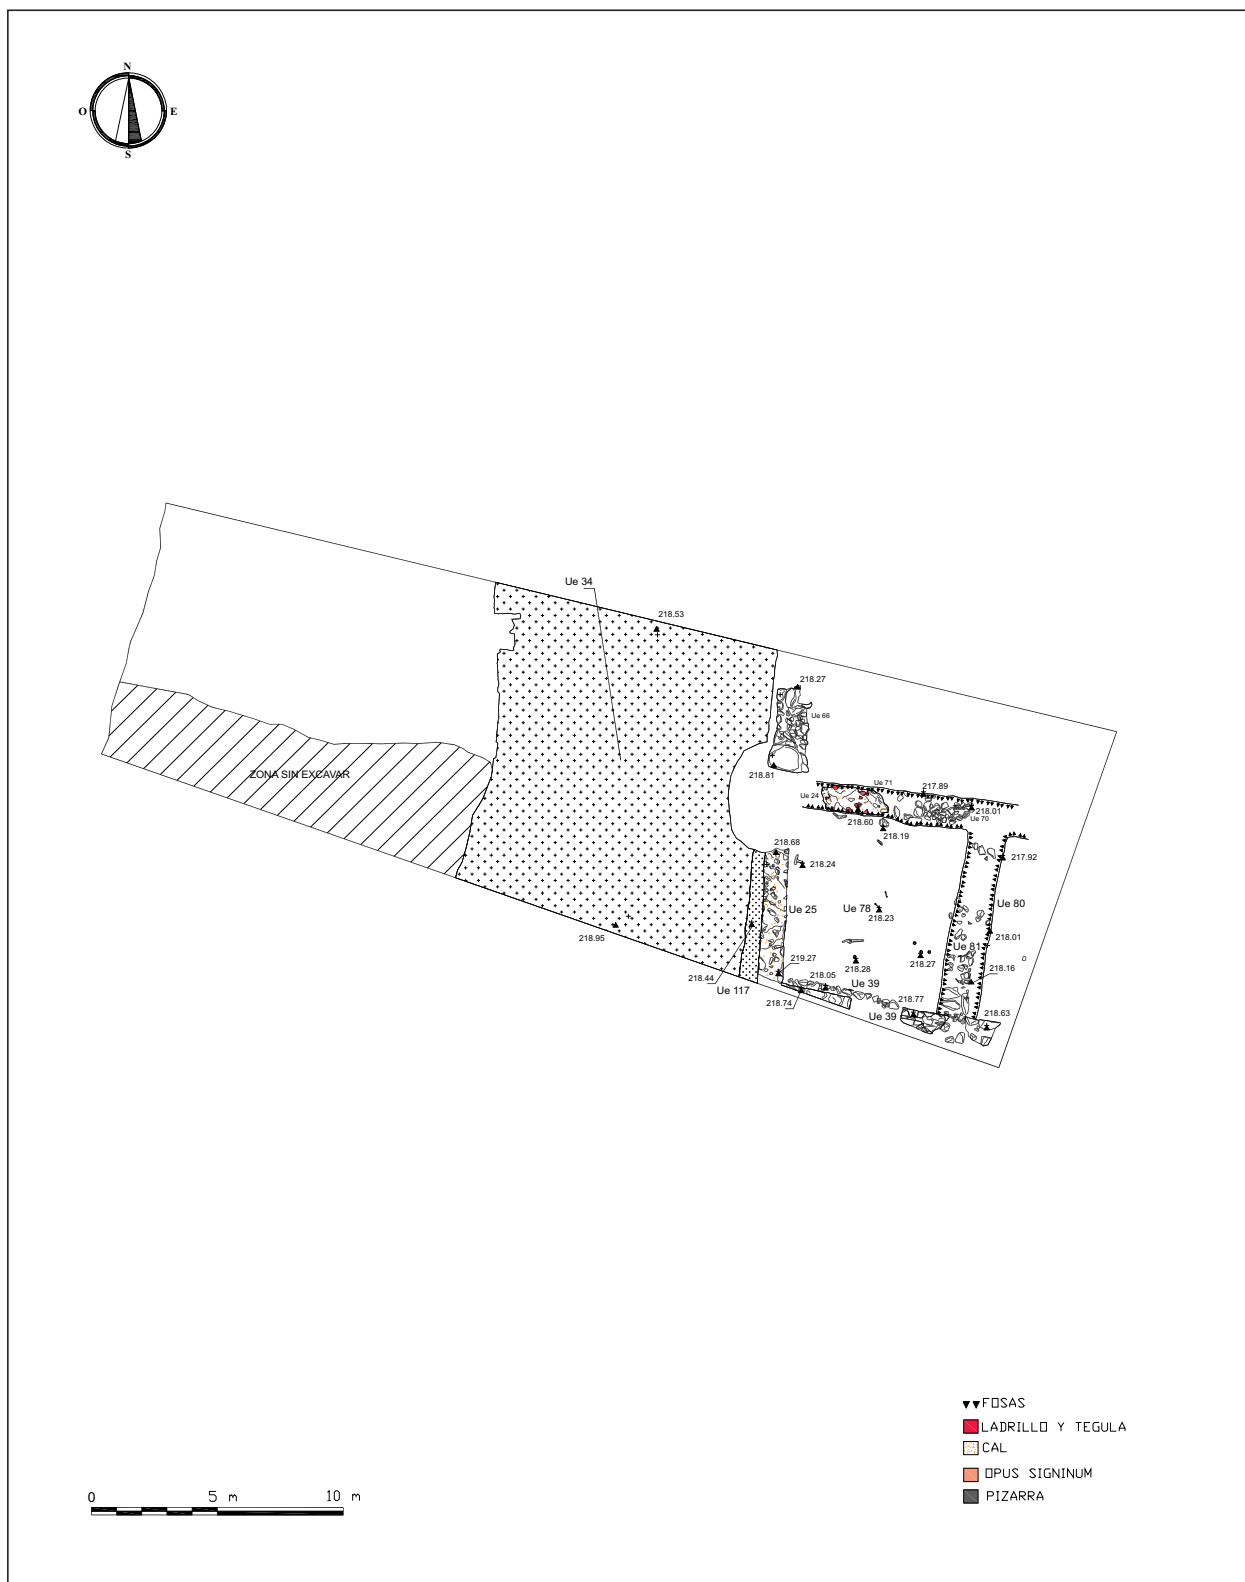 N
O E
S
Ue 34
218.53
218.27
Ue 66
ZONA SIN EXCAVAR
218.81
Ue 71
217.89
Ue 24
218.01
Ue 70
218.60
218.19
218.68
218.24
217.92
Ue 25
Ue 78
Ue 80
218.23
218.95
218.01
Ue 81
219.27
218.28
218.27
218.44
218.05
Ue 39
218.16
Ue 117
218.74
218.77
218.63
Ue 39
FOSAS
LADRILLO Y TEGULA
CAL
OPUS SIGNINUM
PIZARRA
0 5 m 10 m